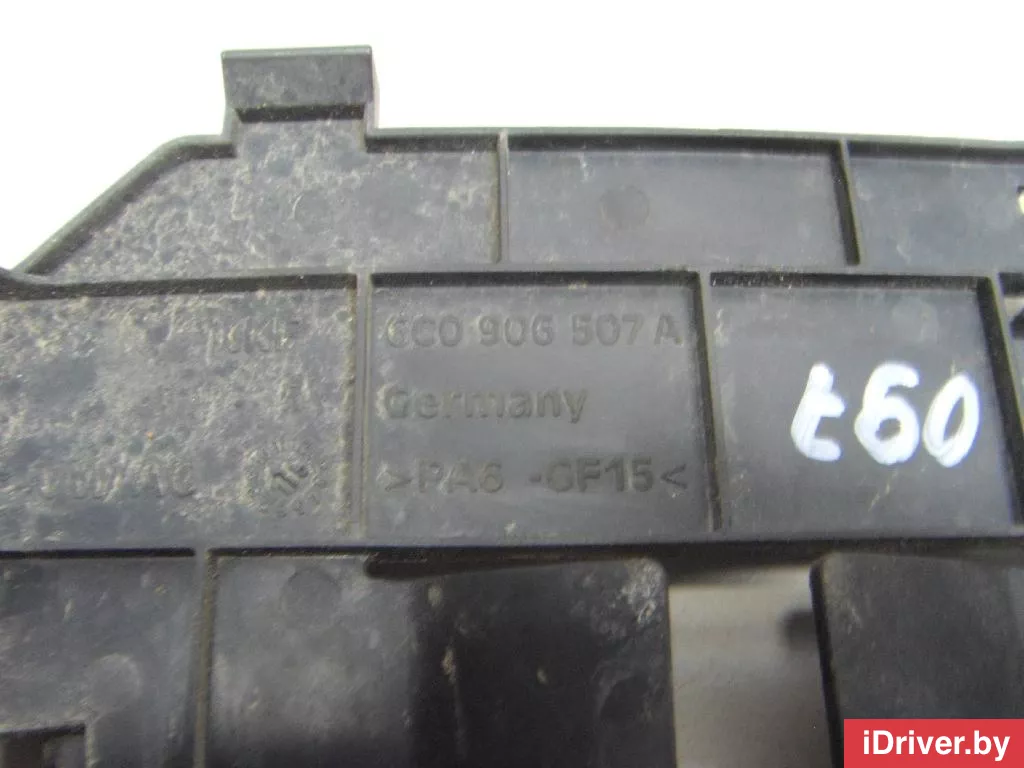 6C0 906 507 A
Germany
>PA6 -GF15<
t60
iDriver.by